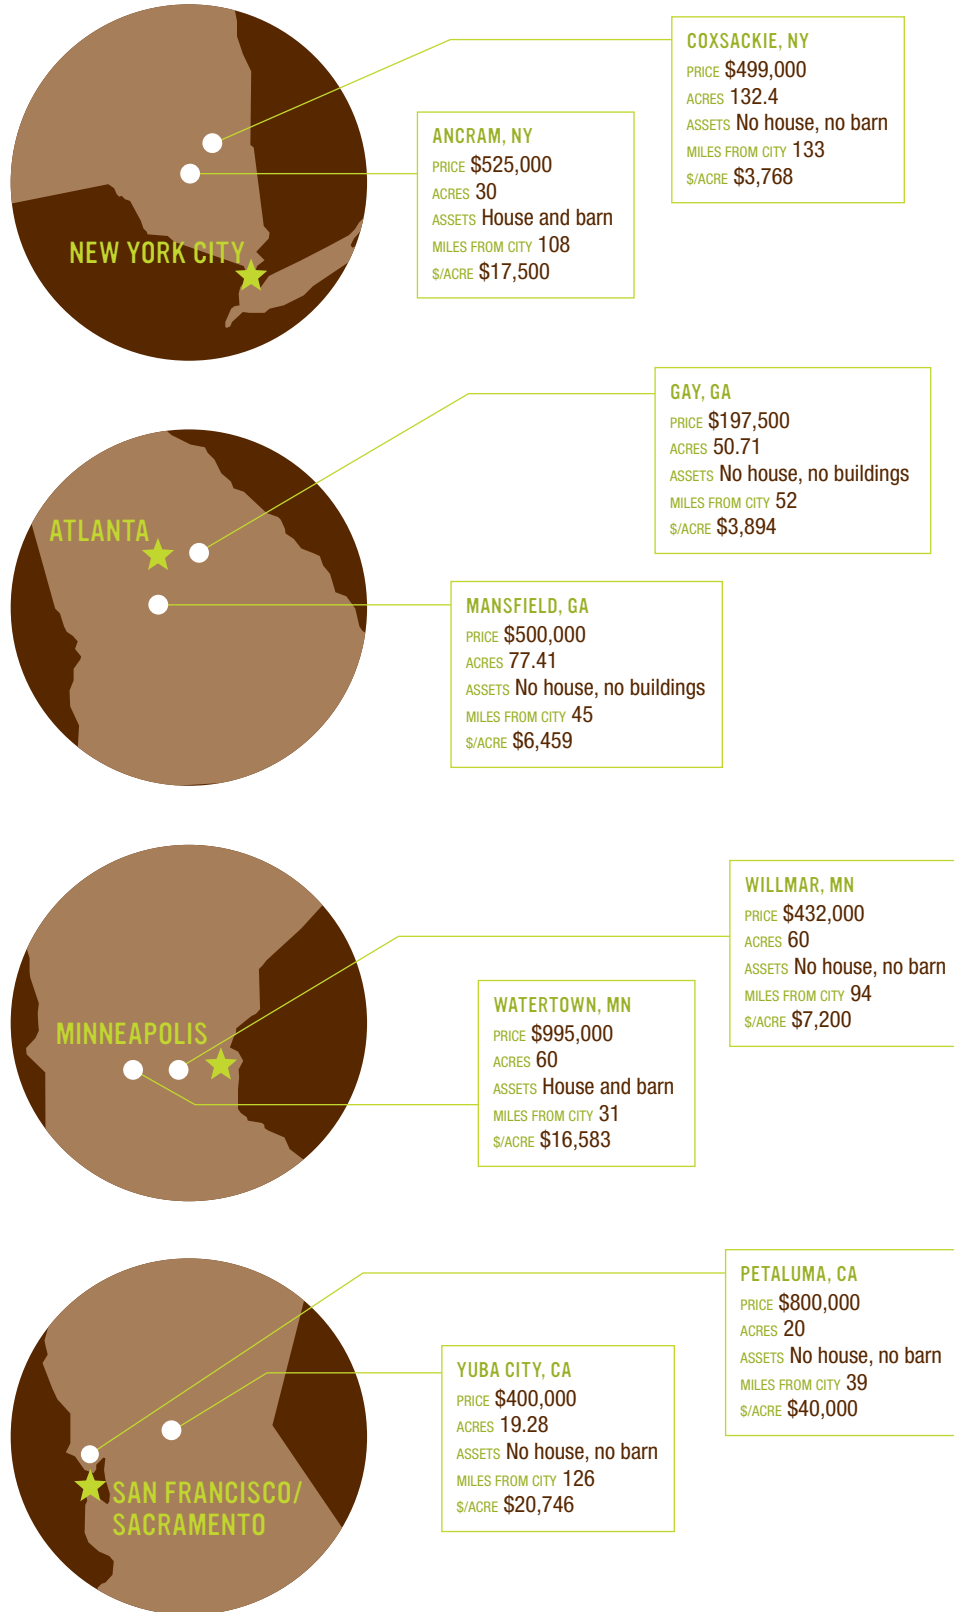 COXSACKIE, NY
PRICE $499,000
ACRES 132.4
ASSETS No house, no barn
MILES FROM CITY 133
$/ACRE $3,768
ANCRAM, NY
PRICE $525,000
ACRES 30
ASSETS House and barn
MILES FROM CITY 108
$/ACRE $17,500
NEW YORK CITY
GAY, GA
PRICE $197,500
ACRES 50.71
ASSETS No house, no buildings
MILES FROM CITY 52
$/ACRE $3,894
ATLANTA
MANSFIELD, GA
PRICE $500,000
ACRES 77.41
ASSETS No house, no buildings
MILES FROM CITY 45
$/ACRE $6,459
WILLMAR, MN
PRICE $432,000
ACRES 60
ASSETS No house, no barn
MILES FROM CITY 94
$/ACRE $7,200
MINNEAPOLIS
WATERTOWN, MN
PRICE $995,000
ACRES 60
ASSETS House and barn
MILES FROM CITY 31
$/ACRE $16,583
PETALUMA, CA
PRICE $800,000
ACRES 20
ASSETS No house, no barn
MILES FROM CITY 39
$/ACRE $40,000
YUBA CITY, CA
PRICE $400,000
ACRES 19.28
ASSETS No house, no barn
MILES FROM CITY 126
$/ACRE $20,746
SAN FRANCISCO/
SACRAMENTO